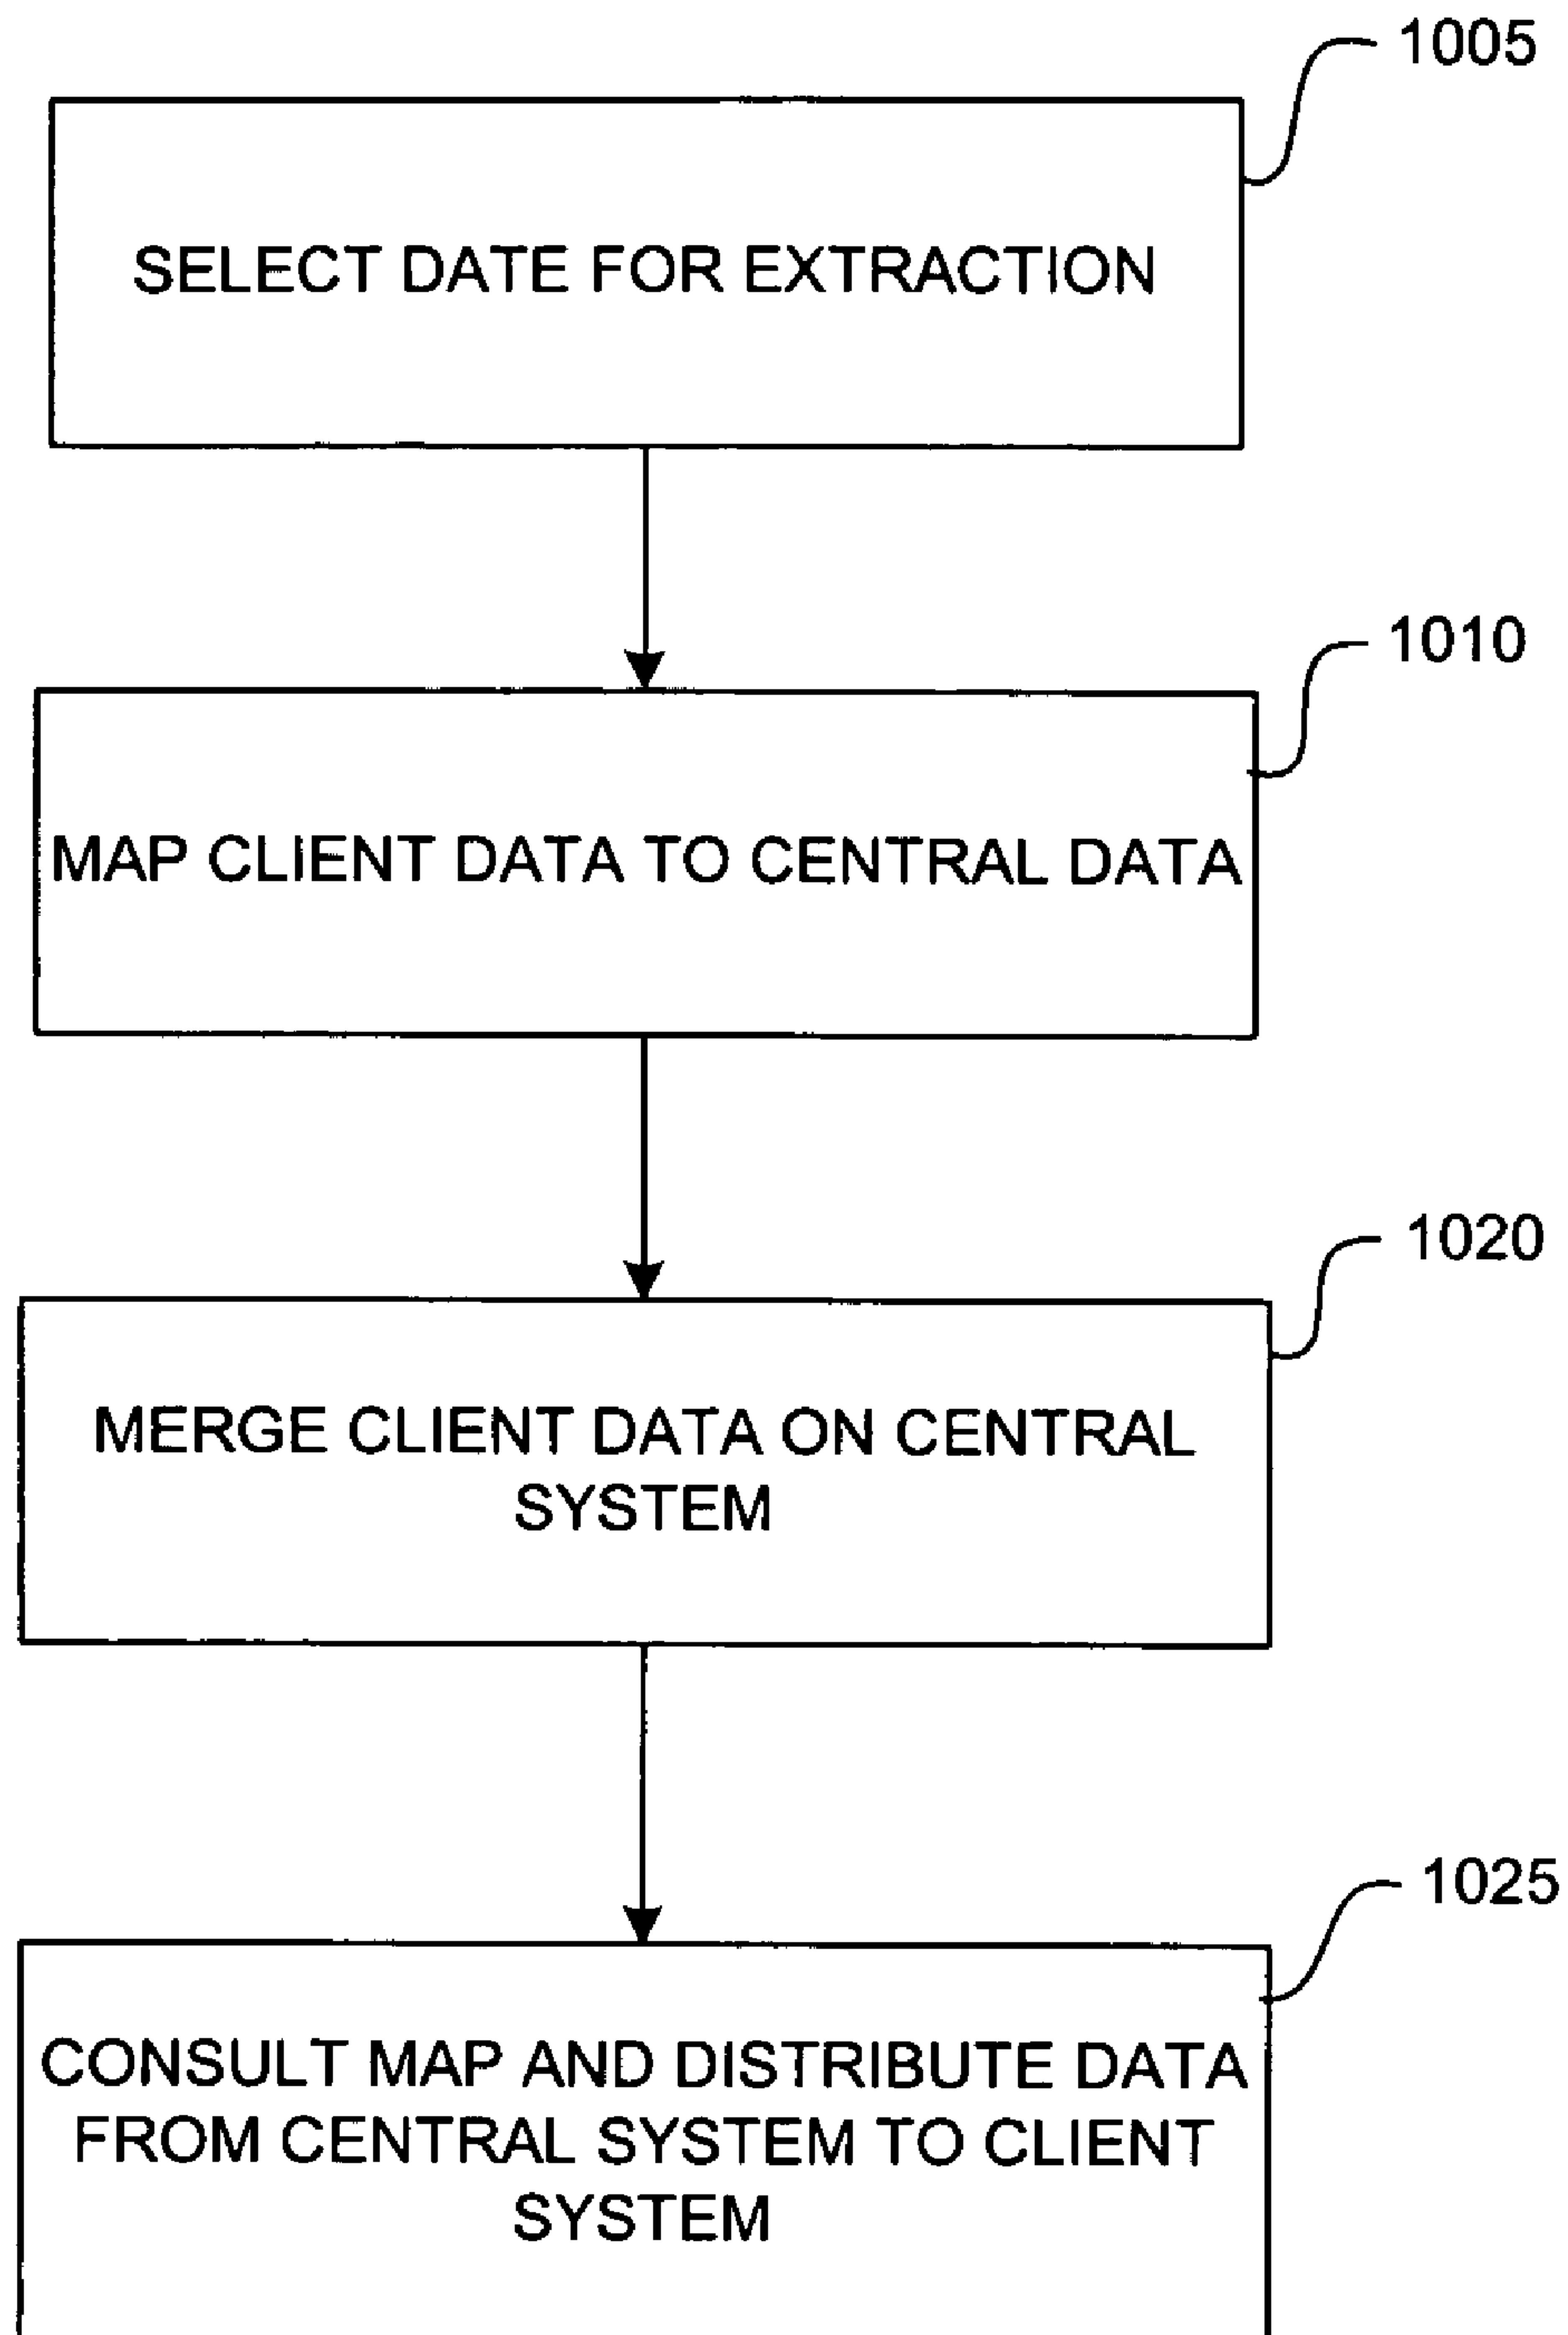 1005
SELECT DATE FOR EXTRACTION
1010
MAP CLIENT DATA TO CENTRAL DATA
1020
MERGE CLIENT DATA ON CENTRAL
SYSTEM
1025
CONSULT MAP AND DISTRIBUTE DATA
FROM CENTRAL SYSTEM TO CLIENT
SYSTEM